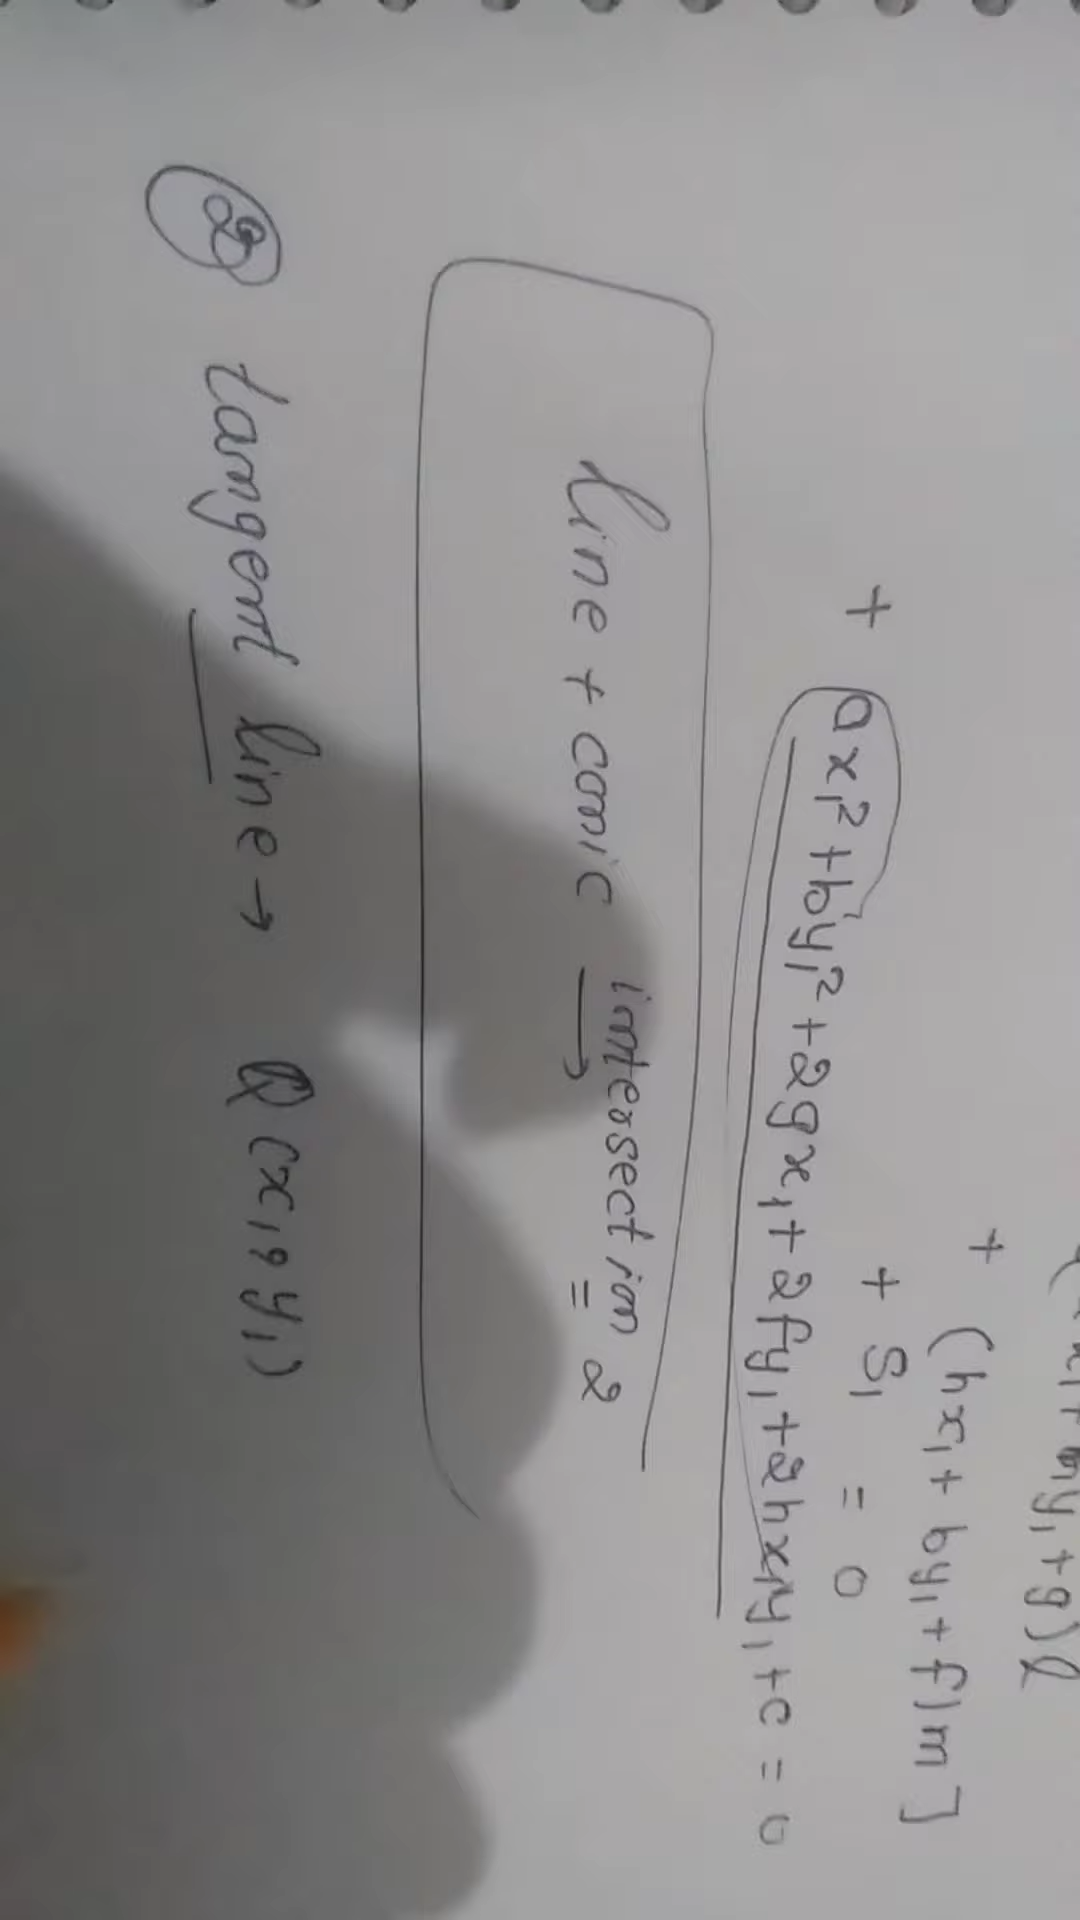 + (hx₁ + by₁ + f)m]
+ S₁ = 0
+ ax₁² + by₁² + 2gx₁ + 2fy₁ + 2hx₁y₁ + c = 0
line + conic → intersection = 2
② tangent line → Q(x₁, y₁)